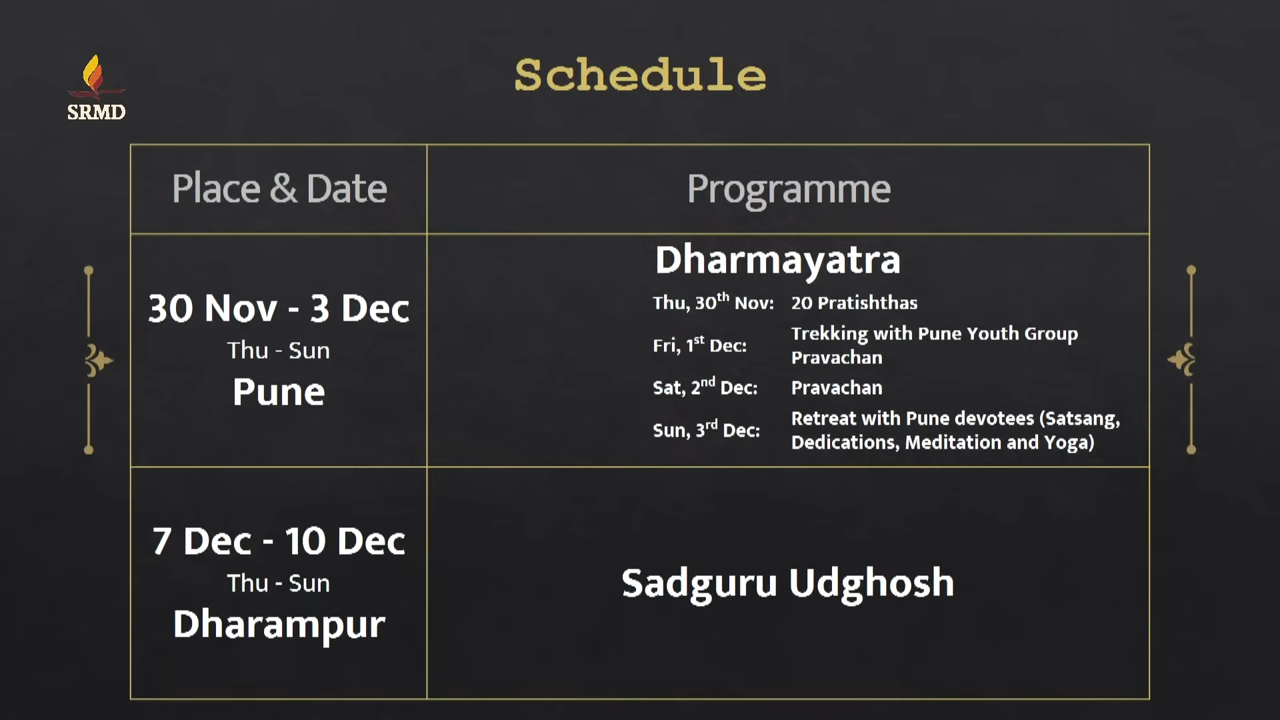 SRMD
Schedule
Place & Date
Programme
30 Nov - 3 Dec
Thu - Sun
Pune
Dharmayatra
Thu, 30th Nov: 20 Pratishthas
Fri, 1st Dec: Trekking with Pune Youth Group
Pravachan
Sat, 2nd Dec: Pravachan
Sun, 3rd Dec: Retreat with Pune devotees (Satsang,
Dedications, Meditation and Yoga)
7 Dec - 10 Dec
Thu - Sun
Dharampur
Sadguru Udghosh